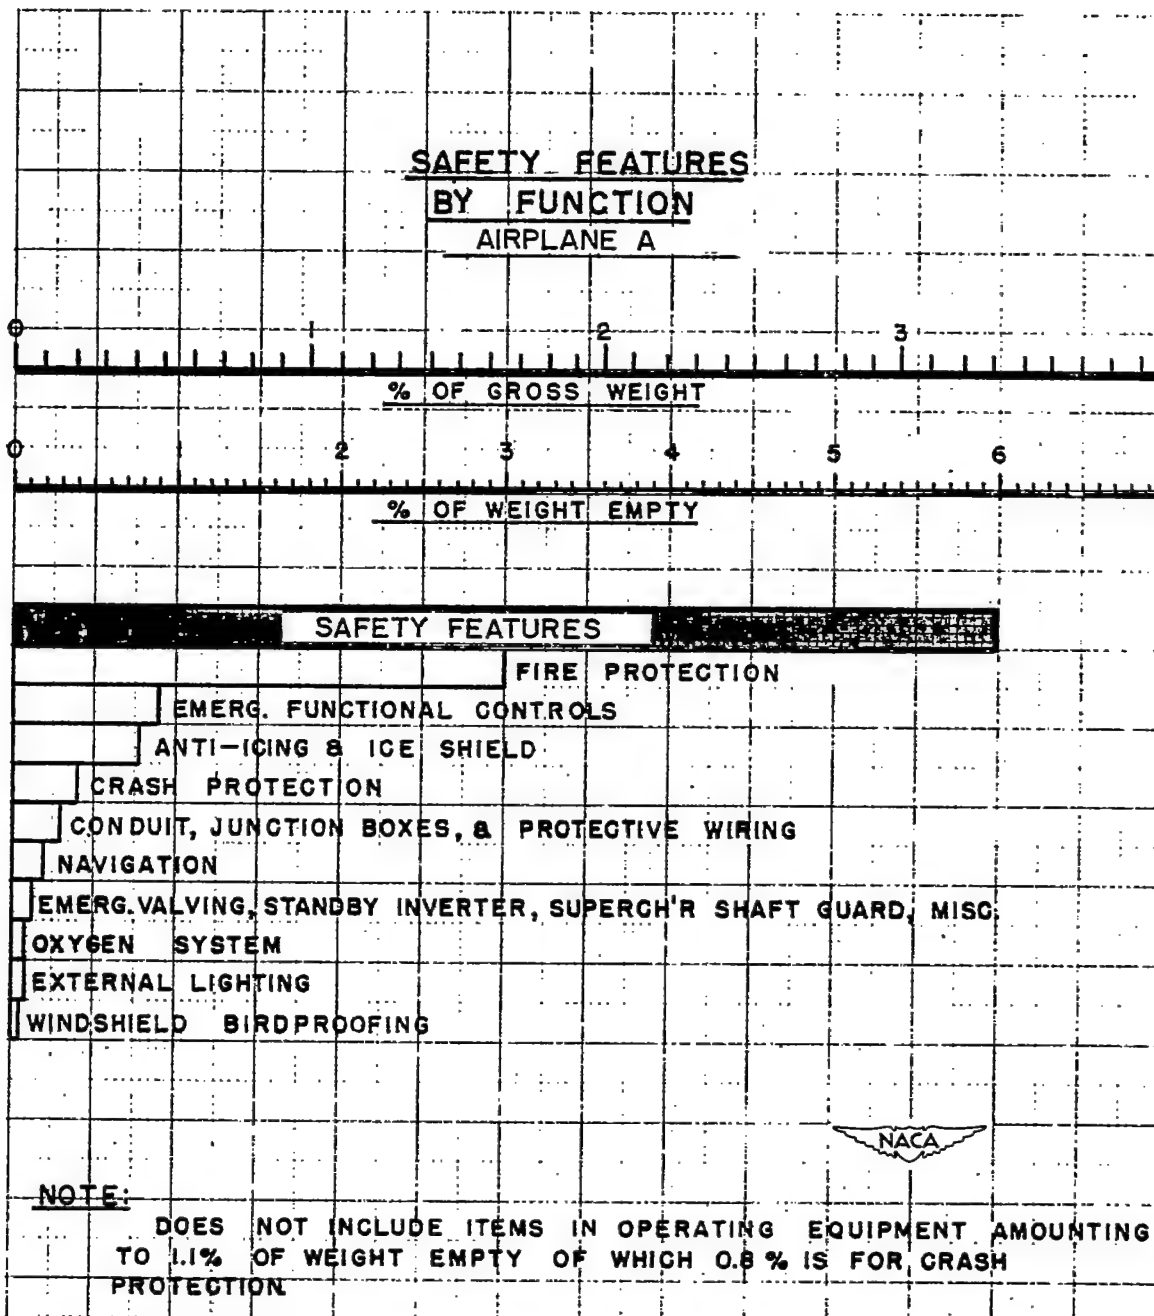 SAFETY FEATURES
BY FUNCTION
AIRPLANE A
0 1 2 3
% OF GROSS WEIGHT
0 2 3 4 5 6
% OF WEIGHT EMPTY
SAFETY FEATURES
FIRE PROTECTION
EMERG. FUNCTIONAL CONTROLS
ANTI-ICING & ICE SHIELD
CRASH PROTECTION
CONDUIT, JUNCTION BOXES, & PROTECTIVE WIRING
NAVIGATION
EMERG. VALVING, STANDBY INVERTER, SUPERCH'R SHAFT GUARD, MISC.
OXYGEN SYSTEM
EXTERNAL LIGHTING
WINDSHIELD BIRDPROOFING
NACA
NOTE:
DOES NOT INCLUDE ITEMS IN OPERATING EQUIPMENT AMOUNTING
TO 1.1% OF WEIGHT EMPTY OF WHICH 0.8% IS FOR CRASH
PROTECTION.